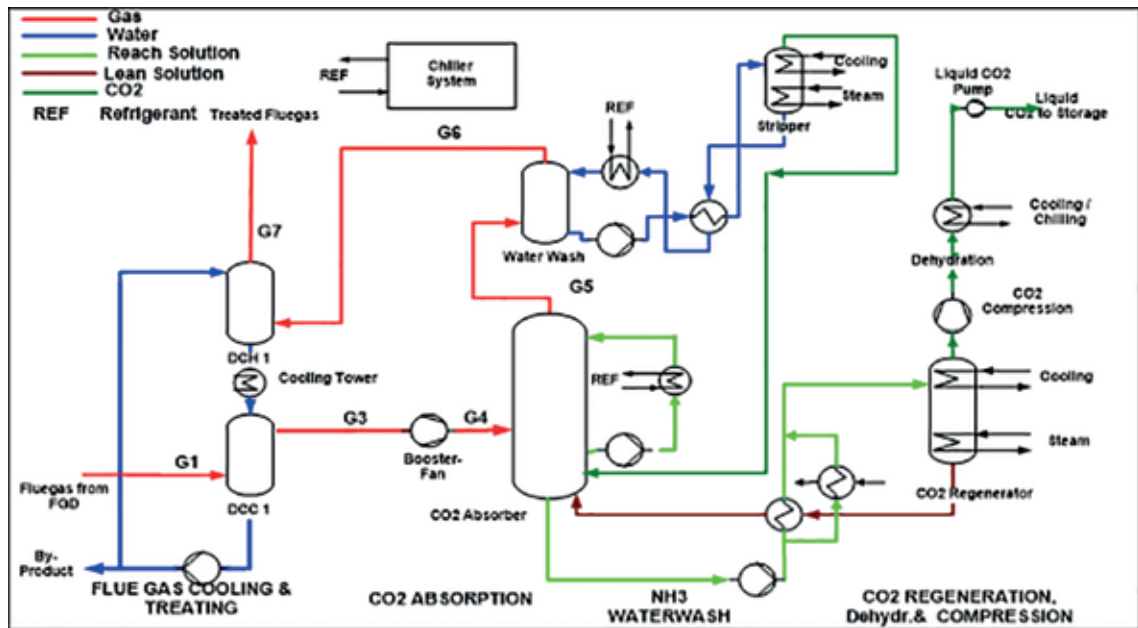 Gas
Water
Reach Solution
Lean Solution
CO2
REF Refrigerant
Treated Fluegas
REF
Chiller
System
G6
REF
Cooling
Steam
Stripper
Liquid CO2
Pump
Liquid
CO2 to Storage
G7
Water Wash
Cooling /
Chilling
Dehydration
G5
CO2
Compression
DCH 1
Cooling Tower
REF
Cooling
G3
G4
Booster-
Fan
Steam
G1
Fluegas from
FGD
DCC 1
CO2 Absorber
CO2 Regenerator
By-
Product
FLUE GAS COOLING &
TREATING
CO2 ABSORPTION
NH3
WATERWASH
CO2 REGENERATION,
Dehydr.& COMPRESSION